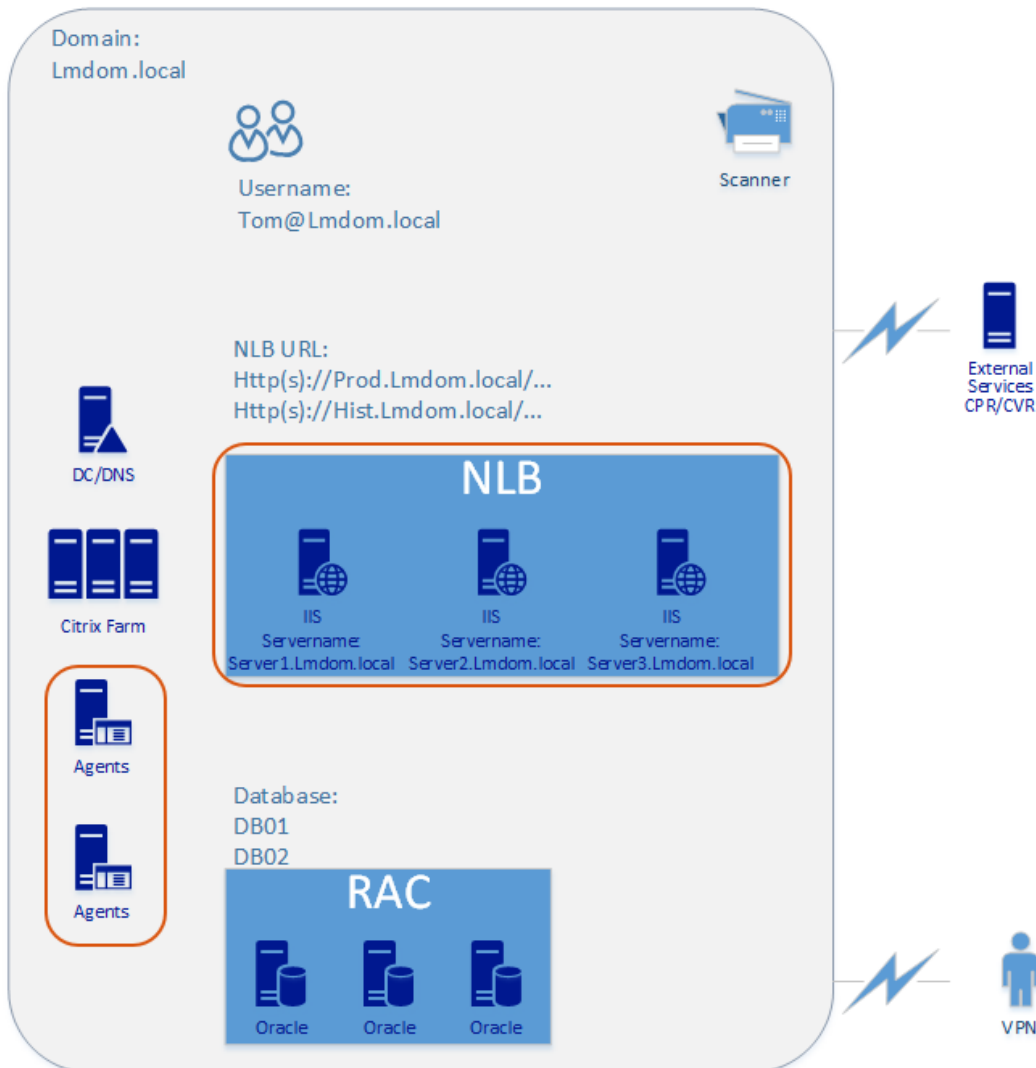 Domain:
Lmdom.local
Username:
Tom@Lmdom.local
Scanner
NLB URL:
Http(s)://Prod.Lmdom.local/...
Http(s)://Hist.Lmdom.local/...
External
Services
CPR/CVR
DC/DNS
NLB
Citrix Farm
IIS
Servername:
Server1.Lmdom.local
IIS
Servername:
Server2.Lmdom.local
IIS
Servername:
Server3.Lmdom.local
Agents
Agents
Database:
DB01
DB02
RAC
Oracle
Oracle
Oracle
VPN